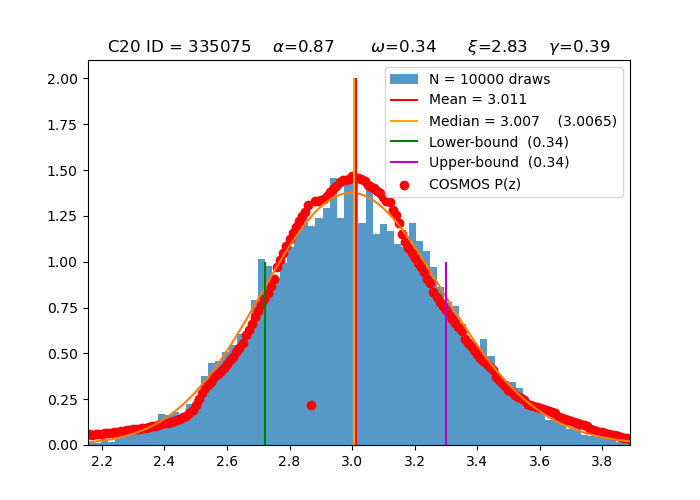 C20 ID = 335075 α=0.87 ω=0.34 ξ=2.83 γ=0.39
N = 10000 draws
Mean = 3.011
Median = 3.007 (3.0065)
Lower-bound (0.34)
Upper-bound (0.34)
COSMOS P(z)
2.00
1.75
1.50
1.25
1.00
0.75
0.50
0.25
0.00
2.2 2.4 2.6 2.8 3.0 3.2 3.4 3.6 3.8